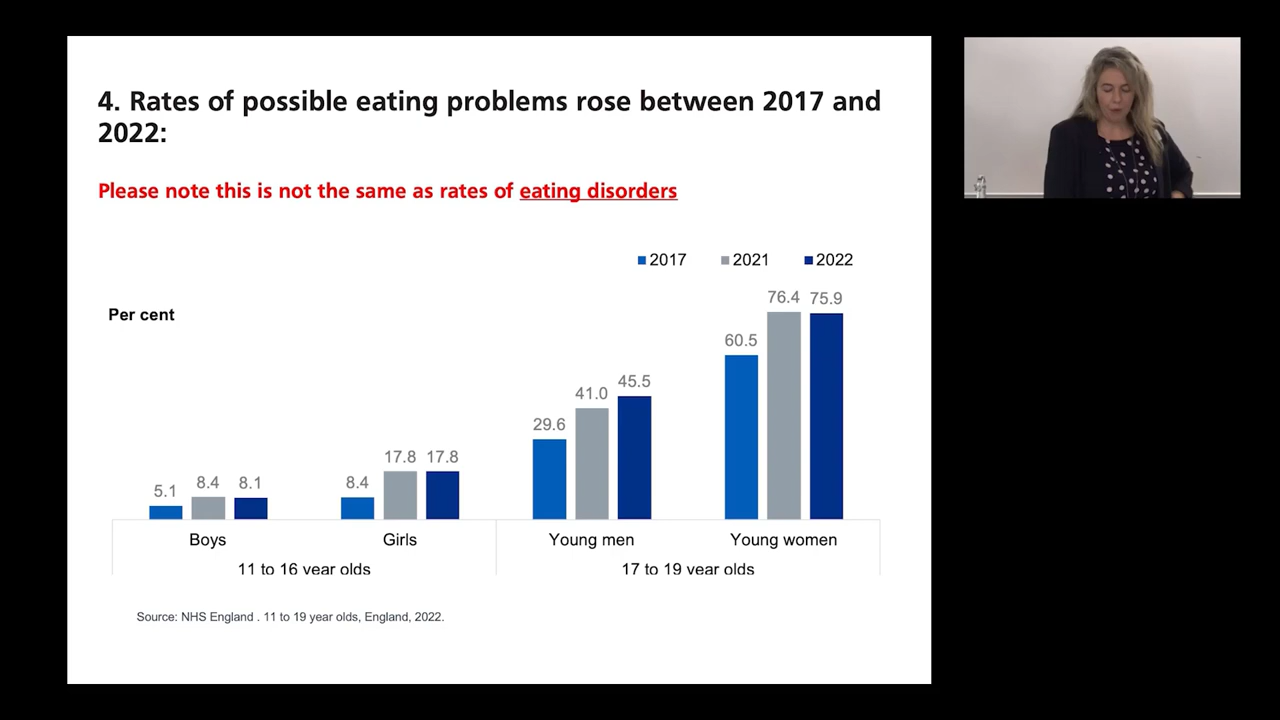 4. Rates of possible eating problems rose between 2017 and
2022:
Please note this is not the same as rates of eating disorders
2017 2021 2022
Per cent
5.1 8.4 8.1
8.4 17.8 17.8
29.6 41.0 45.5
60.5 76.4 75.9
Boys Girls Young men Young women
11 to 16 year olds 17 to 19 year olds
Source: NHS England . 11 to 19 year olds, England, 2022.